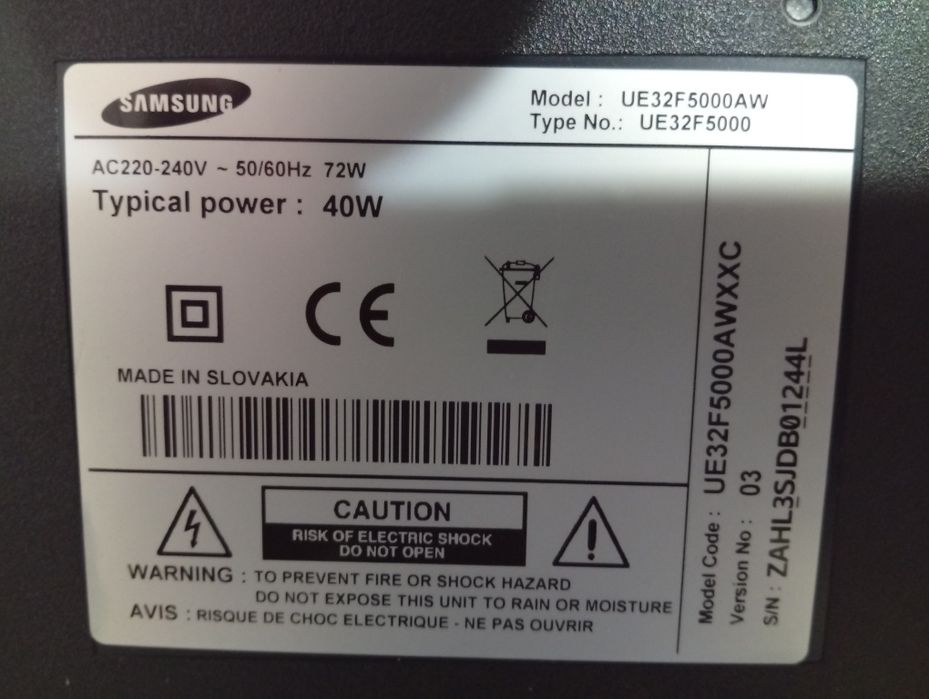 SAMSUNG
Model : UE32F5000AW
Type No.: UE32F5000
AC220-240V ~ 50/60Hz 72W
Typical power : 40W
CE
MADE IN SLOVAKIA
CAUTION
RISK OF ELECTRIC SHOCK
DO NOT OPEN
WARNING : TO PREVENT FIRE OR SHOCK HAZARD
DO NOT EXPOSE THIS UNIT TO RAIN OR MOISTURE
AVIS : RISQUE DE CHOC ELECTRIQUE - NE PAS OUVRIR
Model Code : UE32F5000AWXXC
Version No : 03
S/N : ZAHL3SJDB01244L